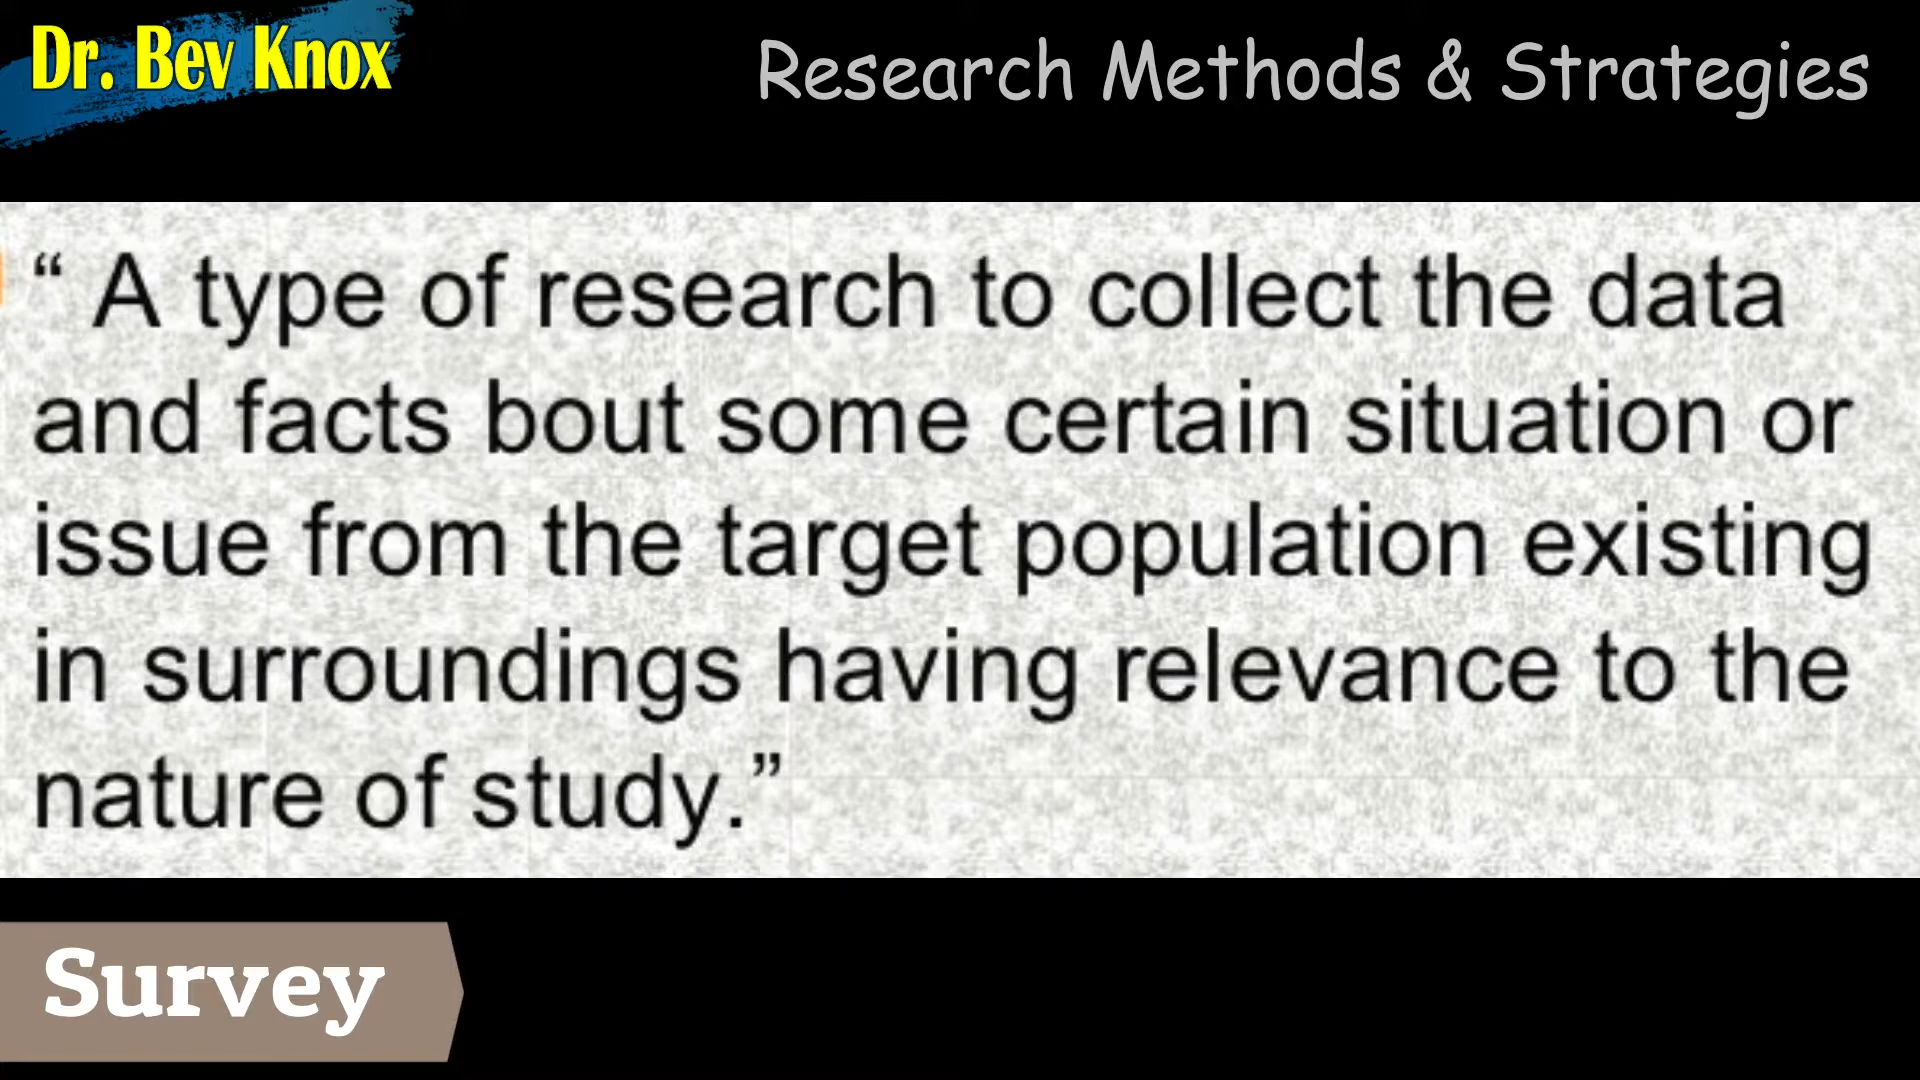 Dr. Bev Knox
Research Methods & Strategies
“ A type of research to collect the data
and facts bout some certain situation or
issue from the target population existing
in surroundings having relevance to the
nature of study.”
Survey